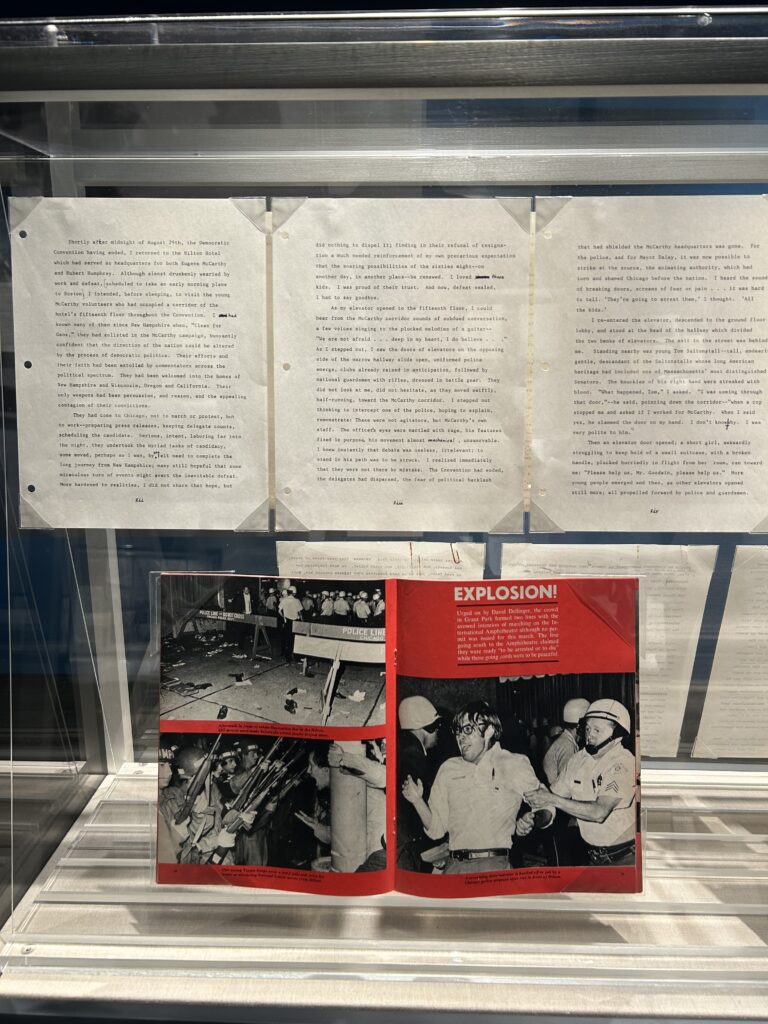 Shortly after midnight of August 29th, the Democratic
Convention having ended, I returned to the Hilton Hotel
which had served as headquarters for both Eugene McCarthy
and Hubert Humphrey. Although almost drunkenly wearied by
work and defeat, scheduled to take an early morning plane
to Boston, I intended, before sleeping, to visit the young
McCarthy volunteers who had occupied a corridor of the
hotel's fifteenth floor throughout the Convention. I had
known many of them since New Hampshire when, "Clean for
Gene," they had enlisted in the McCarthy campaign, buoyantly
confident that the direction of the nation could be altered
by the process of democratic politics. Their efforts and
their faith had been assailed by commentators across the
political spectrum. They had been welcomed into the homes of
New Hampshire and Wisconsin, Oregon and California. Their
only weapons had been persuasion, and reason, and the appealing
contagion of their convictions.
They had come to Chicago, not to march or protest, but
to work--preparing press releases, keeping delegate counts,
scheduling the candidate. Serious, intent, laboring far into
the night, they undertook the myriad tasks of candidacy,
some moved, perhaps as I was, by felt need to complete the
long journey from New Hampshire; many still hopeful that some
miraculous turn of events might avert the inevitable defeat.
More hardened to realities, I did not share that hope, but
xii
did nothing to dispel it; finding in their refusal of resigna-
tion a much needed reinforcement of my own precarious expectation
that the soaring possibilities of the sixties might--on
another day, in another place--be renewed. I loved these
kids. I was proud of their trust. And now, defeat sealed,
I had to say goodbye.
As my elevator opened to the fifteenth floor, I could
hear from the McCarthy corridor sounds of subdued conversation,
a few voices singing to the plucked melodies of a guitar--
"We are not afraid . . . deep in my heart, I do believe . . ."
As I stepped out, I saw the doors of elevators on the opposite
side of the narrow hallway slide open, uniformed police
emerge, clubs already raised in anticipation, followed by
national guardsmen with rifles, dressed in battle gear. They
did not look at me, did not hesitate, as they moved swiftly,
half-running, toward the McCarthy corridor. I stepped out
thinking to intercept one of the police, hoping to explain,
remonstrate: These were not agitators, but McCarthy's own
staff. The officer's eyes were mottled with rage, his features
fixed in purpose, his movement almost mechanical, unswervable.
I knew instantly that debate was useless, irrelevant; to
stand in his path was to be struck. I realized immediately
that they were not there by mistake. The Convention had ended,
the delegates had dispersed, the fear of political backlash
xiii
that had shielded the McCarthy headquarters was gone. For
the police, and for Mayor Daley, it was now possible to
strike at the source, the animating authority, which had
torn and shamed Chicago before the nation. I heard the sound
of breaking doors, screams of fear or pain . . . it was hard
to tell. 'They're going to arrest them,' I thought. 'All
the kids.'
I re-entered the elevator, descended to the ground floor
lobby, and stood at the head of the hallway which divided
the two banks of elevators. The exit to the street was behind
me. Standing nearby was young Tom Saltonstall--tall,
gentle, descendant of the Saltonstalls whose long American
heritage had included one of Massachusetts' most distinguished
Senators. The knuckles of his right hand were streaked with
blood. "What happened, Tom," I asked. "I was coming through
that door,"--he said, pointing down the corridor--"when a cop
stopped me and asked if I worked for McCarthy. When I said
yes, he slammed the door on my hand. I don't know why. I was
very polite to him."
Then an elevator door opened; a short girl, awkwardly
struggling to keep hold of a small suitcase, with a broken
handle, plucked hurriedly in flight from her room, ran toward
me: "Please help us, Mr. Goodwin, please help us." More
young people emerged and then, as other elevators opened
still more; all propelled forward by police and guardsmen.
xiv
POLICE LINE
POLICE LINE
EXPLOSION!
Urged on by David Dellinger, the crowd
in Grant Park formed two lines with the
avowed intention of marching on the In-
ternational Amphitheatre although no per-
mit was issued for this march. The line
going south to the Amphitheatre claimed
they were ready "to be arrested or to die"
while those going north were to be peaceful